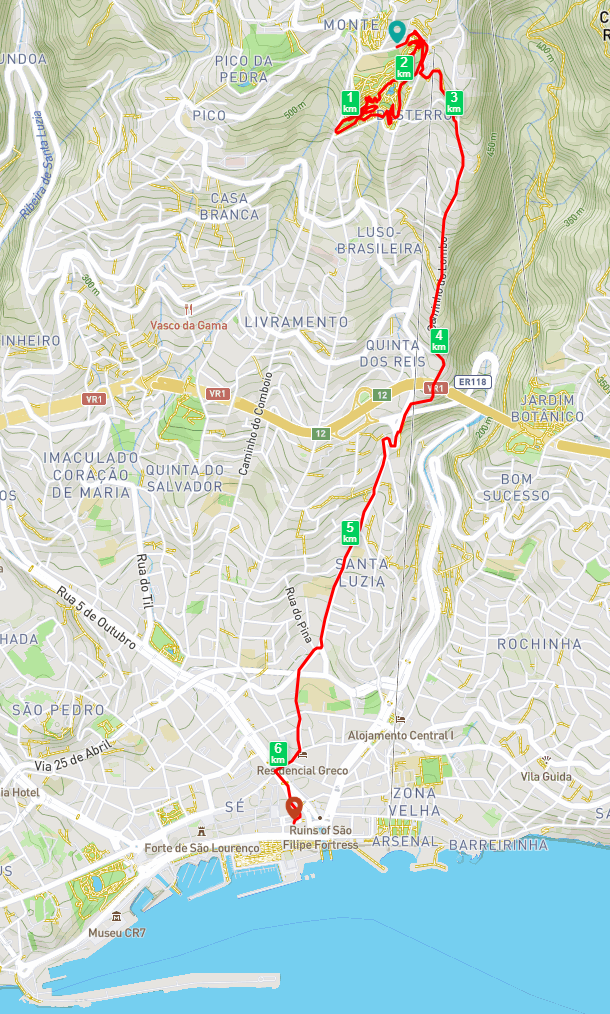 MONTE
UNDOA
PICO DA
PEDRA
2
km
1
km
3
km
500 m
400 m
PICO
450 m
Ribeira de Santa Luzia
CASA
BRANCA
350 m
LUSO-
BRASILEIRA
300 m
Caminho do Lombo
Vasco da Gama
LIVRAMENTO
4
km
INHEIRO
QUINTA
DOS REIS
ER118
VR1
VR1
VR1
12
12
JARDIM
BOTÂNICO
Caminho do Comboio
200 m
IMACULADO
CORAÇÃO
DE MARIA
QUINTA DO
SALVADOR
BOM
SUCESSO
OS
5
km
Rua do Til
SANTA
LUZIA
Rua 5 de Outubro
Rua do Pina
HADA
ROCHINHA
SÃO PEDRO
Via 25 de Abril
Alojamento Central I
6
km
Residencial Greco
Vila Guida
ia Hotel
SÉ
ZONA
VELHA
Ruins of São
Filipe Fortress
Forte de São Lourenço
ARSENAL
BARREIRINHA
SA
US
Museu CR7